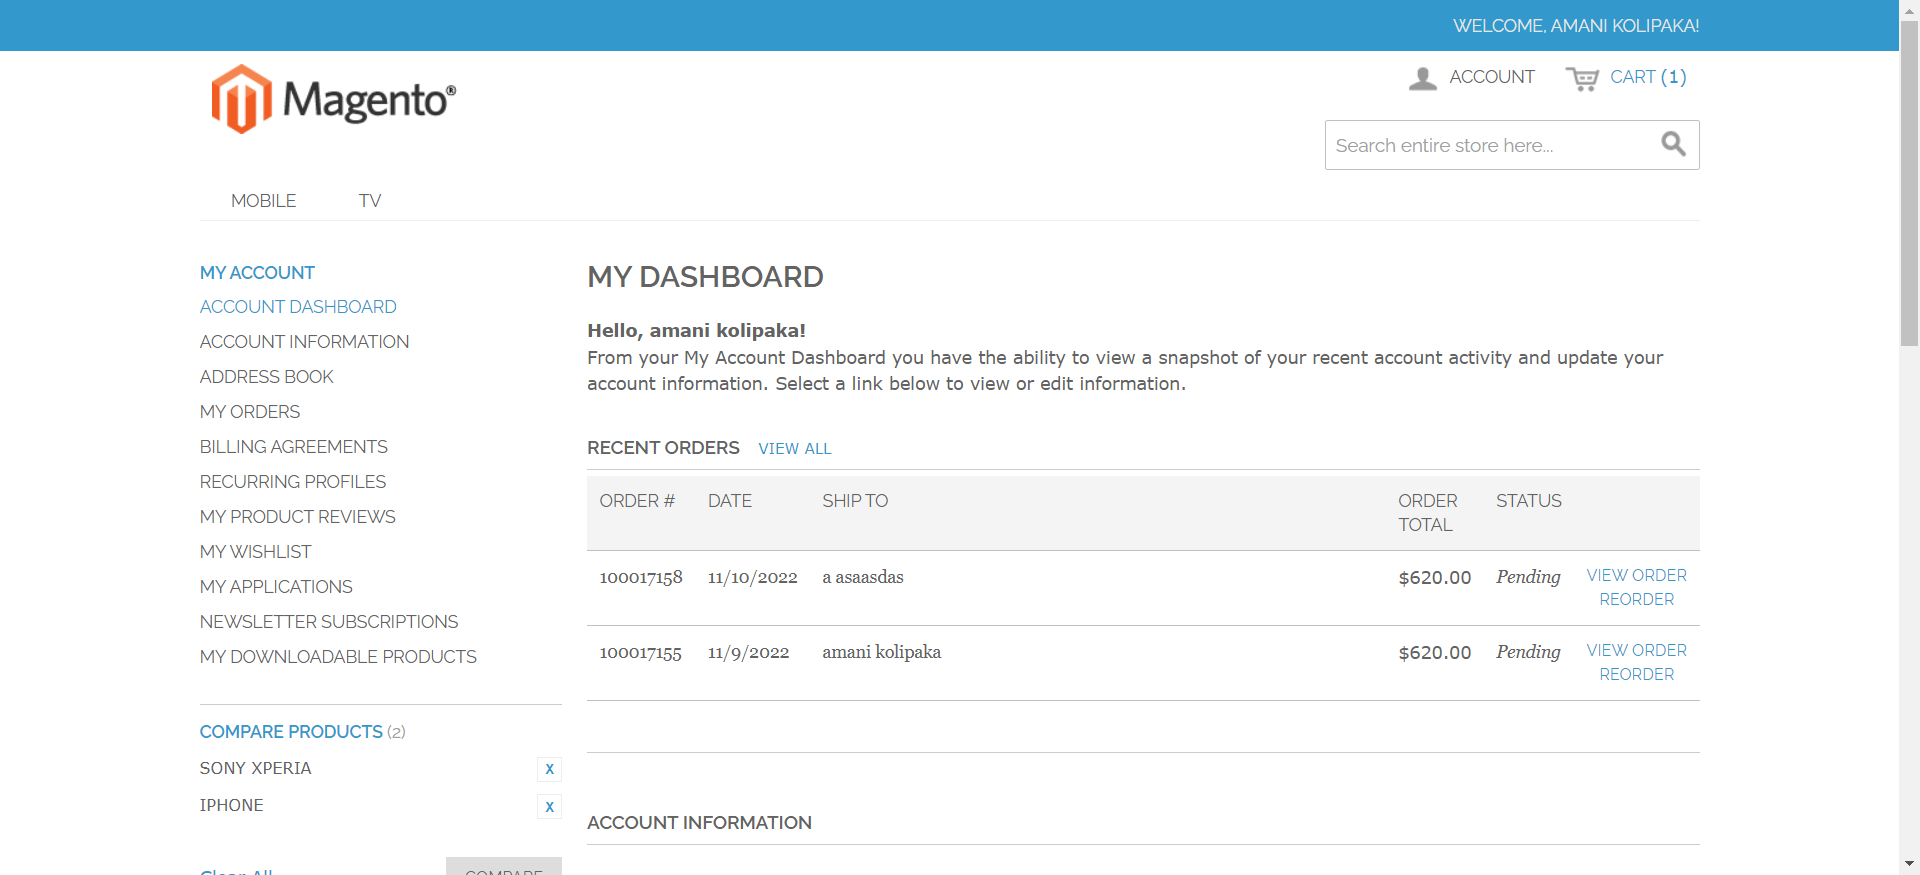 WELCOME, AMANI KOLIPAKA!
Magento®
ACCOUNT
CART (1)
Search entire store here...
MOBILE
TV
MY ACCOUNT
ACCOUNT DASHBOARD
ACCOUNT INFORMATION
ADDRESS BOOK
MY ORDERS
BILLING AGREEMENTS
RECURRING PROFILES
MY PRODUCT REVIEWS
MY WISHLIST
MY APPLICATIONS
NEWSLETTER SUBSCRIPTIONS
MY DOWNLOADABLE PRODUCTS
COMPARE PRODUCTS (2)
SONY XPERIA X
IPHONE X
Clear All COMPARE
MY DASHBOARD
Hello, amani kolipaka!
From your My Account Dashboard you have the ability to view a snapshot of your recent account activity and update your
account information. Select a link below to view or edit information.
RECENT ORDERS VIEW ALL
ORDER # DATE SHIP TO ORDER TOTAL STATUS
100017158 11/10/2022 a asaasdas $620.00 Pending VIEW ORDER
REORDER
100017155 11/9/2022 amani kolipaka $620.00 Pending VIEW ORDER
REORDER
ACCOUNT INFORMATION